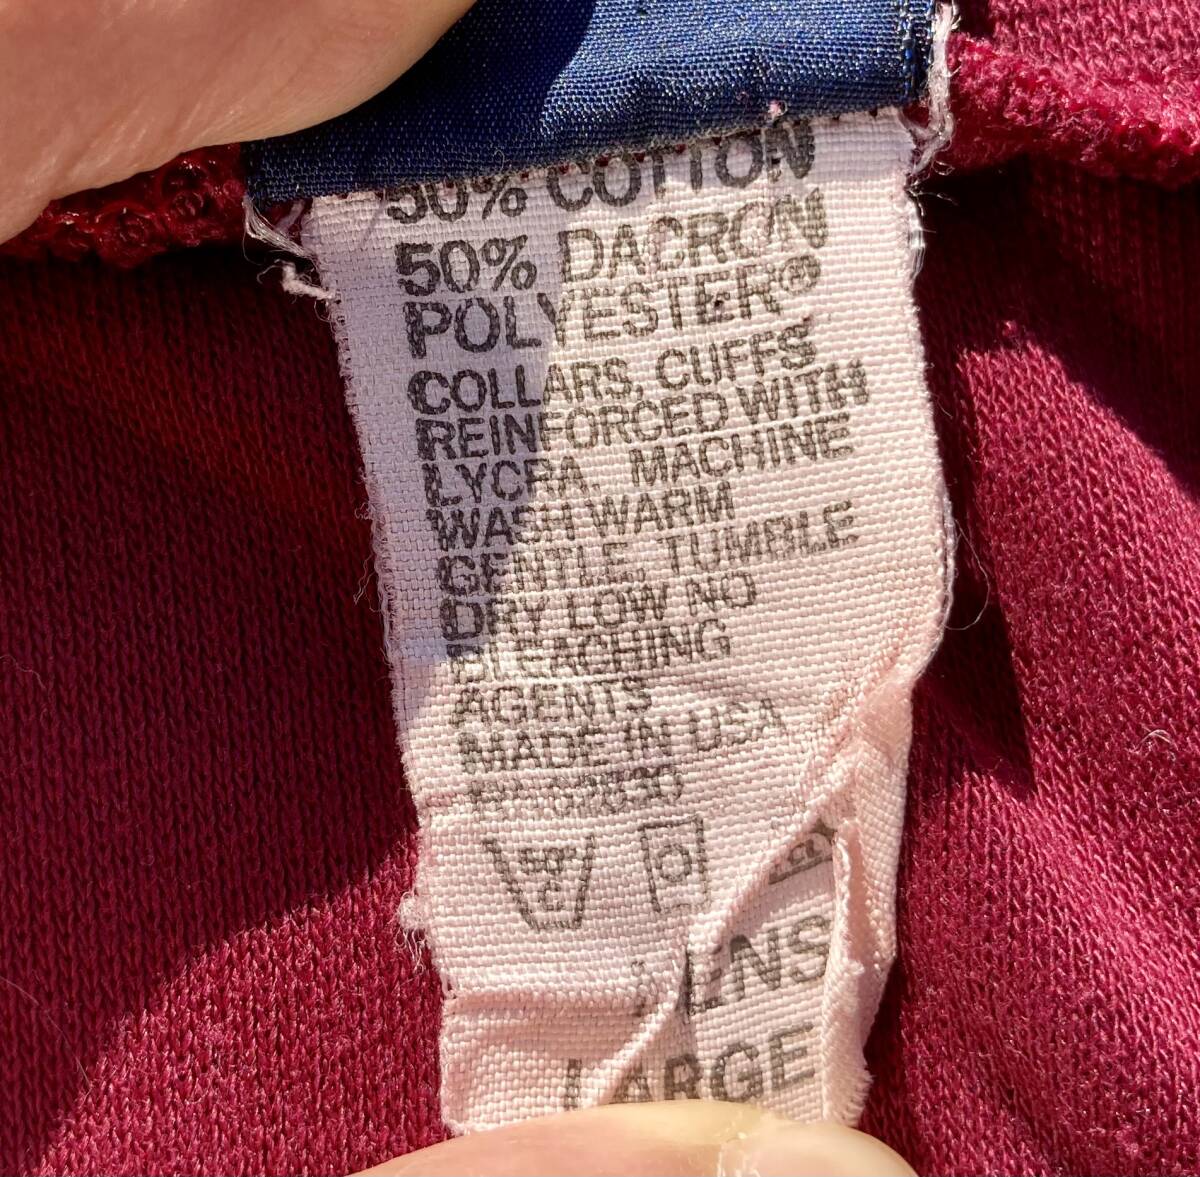 50% COTTON
50% DACRON
POLYESTER®
COLLARS, CUFFS
REINFORCED WITH
LYCRA MACHINE
WASH WARM
GENTLE, TUMBLE
DRY LOW NO
BLEACHING
AGENTS
MADE IN USA
MENS
LARGE